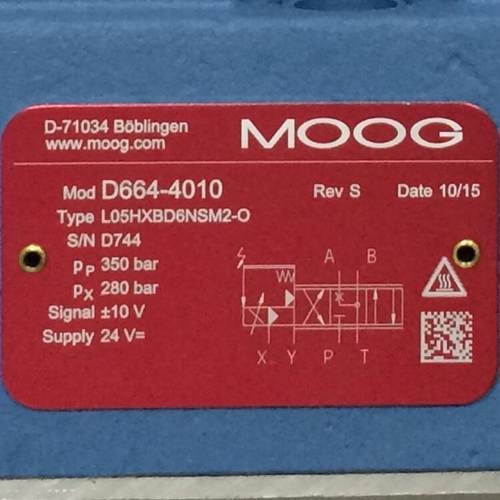 D-71034 Böblingen
www.moog.com
MOOG
Mod D664-4010 Rev S Date 10/15
Type L05HXBD6NSM2-O
S/N D744
pP 350 bar
pX 280 bar
Signal ±10 V
Supply 24 V=
A B
X Y P T